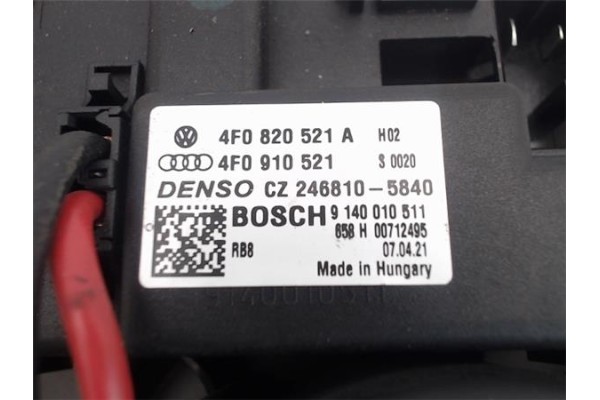 4F0 820 521 A H02
4F0 910 521 S 0020
DENSO CZ 246810-5840
BOSCH 9 140 010 511
658 H 00712495
RB8 07.04.21
Made in Hungary